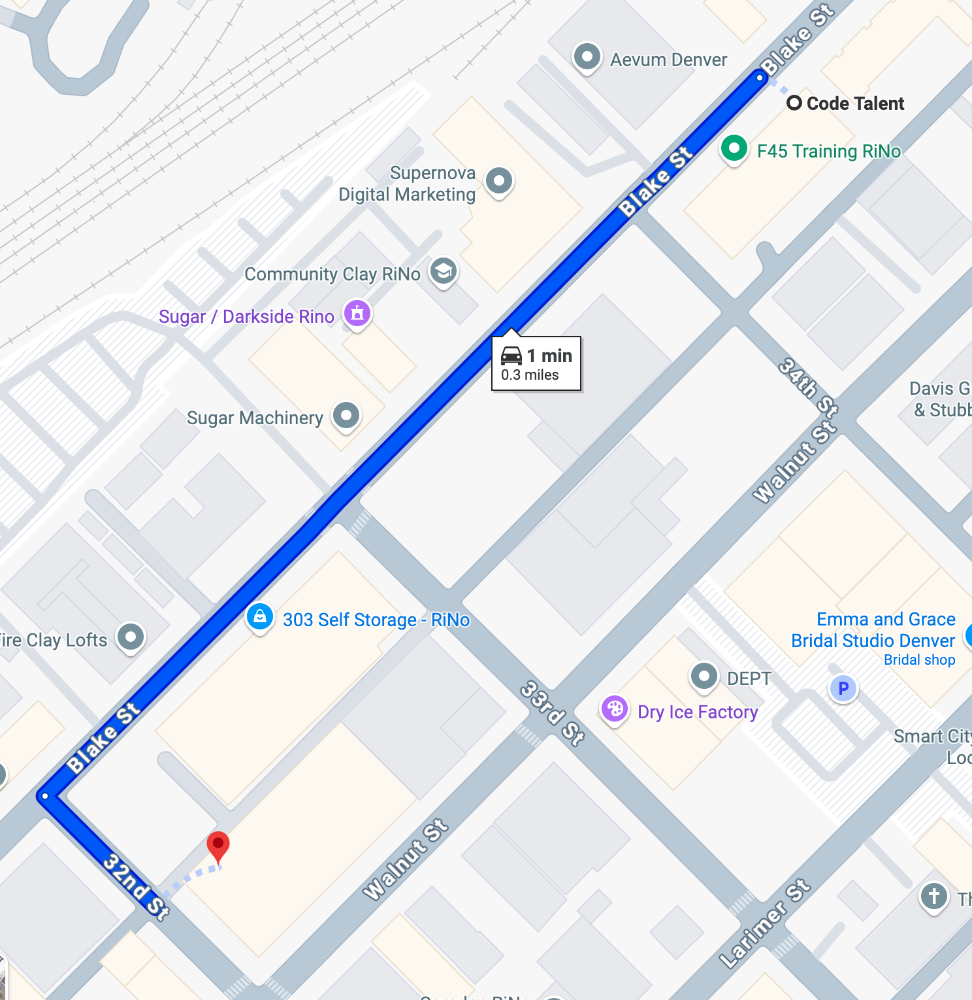 Blake St
Aevum Denver
Code Talent
F45 Training RiNo
Blake St
Supernova
Digital Marketing
Community Clay RiNo
Sugar / Darkside Rino
1 min
0.3 miles
34th St
Davis G
& Stubb
Sugar Machinery
Walnut St
303 Self Storage - RiNo
Emma and Grace
Bridal Studio Denver
Bridal shop
ire Clay Lofts
DEPT
P
33rd St
Dry Ice Factory
Blake St
Smart City
Loc
Walnut St
32nd St
Larimer St
Th